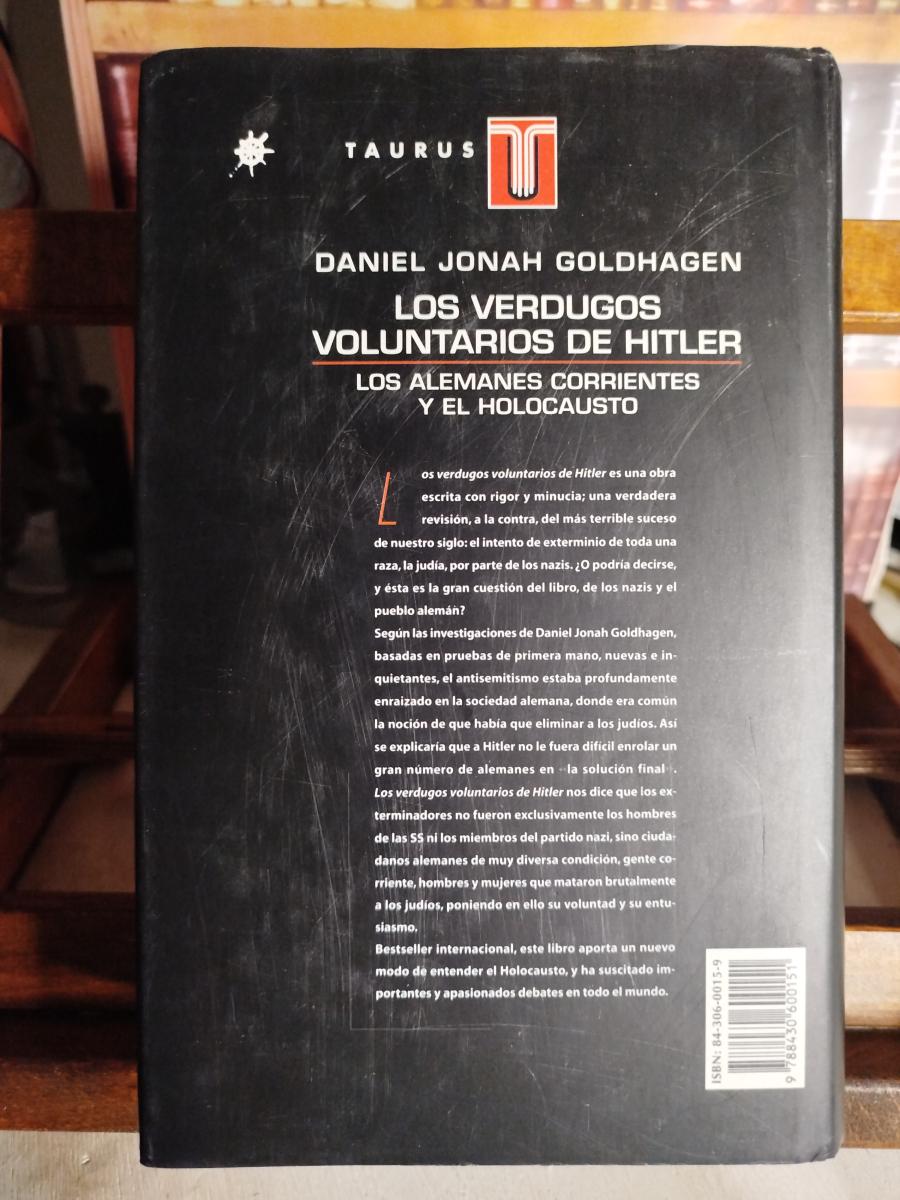 TAURUS
DANIEL JONAH GOLDHAGEN
LOS VERDUGOS
VOLUNTARIOS DE HITLER
LOS ALEMANES CORRIENTES
Y EL HOLOCAUSTO
Los verdugos voluntarios de Hitler es una obra
escrita con rigor y minucia; una verdadera
revisión, a la contra, del más terrible suceso
de nuestro siglo: el intento de exterminio de toda una
raza, la judía, por parte de los nazis. ¿O podría decirse,
y ésta es la gran cuestión del libro, de los nazis y el
pueblo alemán?
Según las investigaciones de Daniel Jonah Goldhagen,
basadas en pruebas de primera mano, nuevas e in-
quietantes, el antisemitismo estaba profundamente
enraizado en la sociedad alemana, donde era común
la noción de que había que eliminar a los judíos. Así
se explicaría que a Hitler no le fuera difícil enrolar un
gran número de alemanes en «la solución final».
Los verdugos voluntarios de Hitler nos dice que los ex-
terminadores no fueron exclusivamente los hombres
de las SS ni los miembros del partido nazi, sino ciuda-
danos alemanes de muy diversa condición, gente co-
rriente, hombres y mujeres que mataron brutalmente
a los judíos, poniendo en ello su voluntad y su entu-
siasmo.
Bestseller internacional, este libro aporta un nuevo
modo de entender el Holocausto, y ha suscitado im-
portantes y apasionados debates en todo el mundo.
ISBN: 84-306-0015-9
9 788430 600151